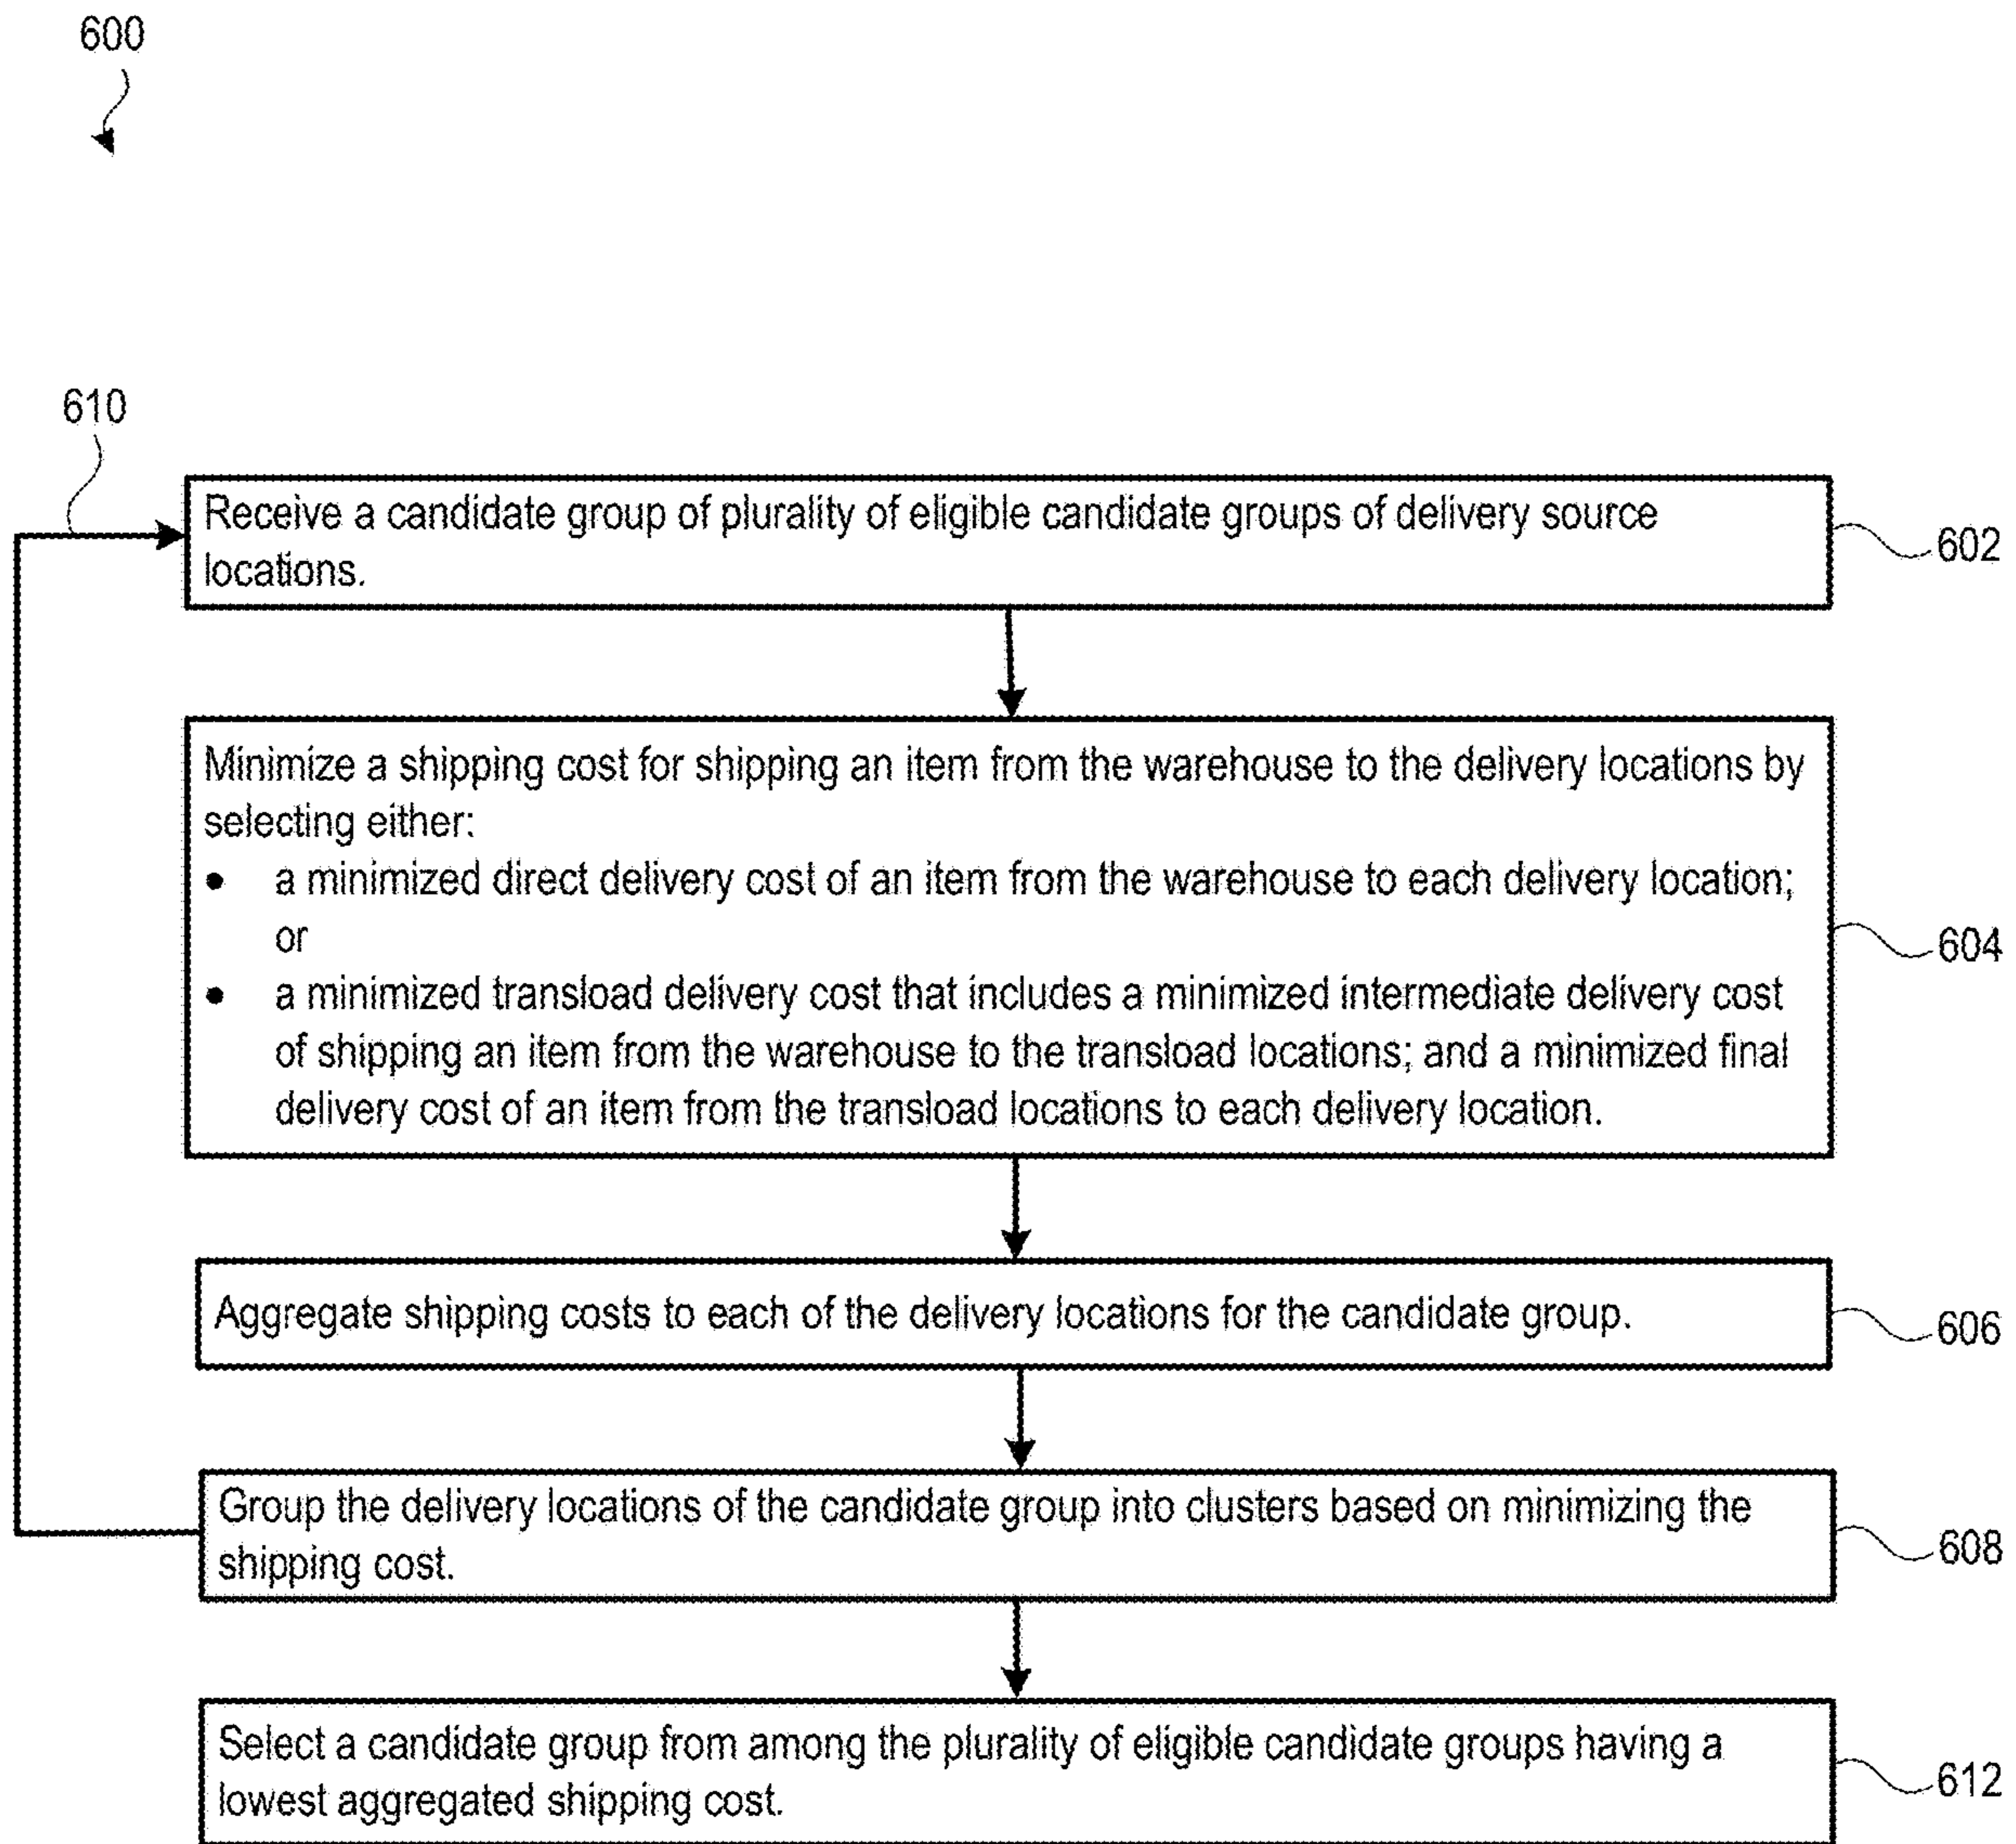 600
610
Receive a candidate group of plurality of eligible candidate groups of delivery source
locations.
602
Minimize a shipping cost for shipping an item from the warehouse to the delivery locations by
selecting either:
• a minimized direct delivery cost of an item from the warehouse to each delivery location;
or
• a minimized transload delivery cost that includes a minimized intermediate delivery cost
of shipping an item from the warehouse to the transload locations; and a minimized final
delivery cost of an item from the transload locations to each delivery location.
604
Aggregate shipping costs to each of the delivery locations for the candidate group.
606
Group the delivery locations of the candidate group into clusters based on minimizing the
shipping cost.
608
Select a candidate group from among the plurality of eligible candidate groups having a
lowest aggregated shipping cost.
612